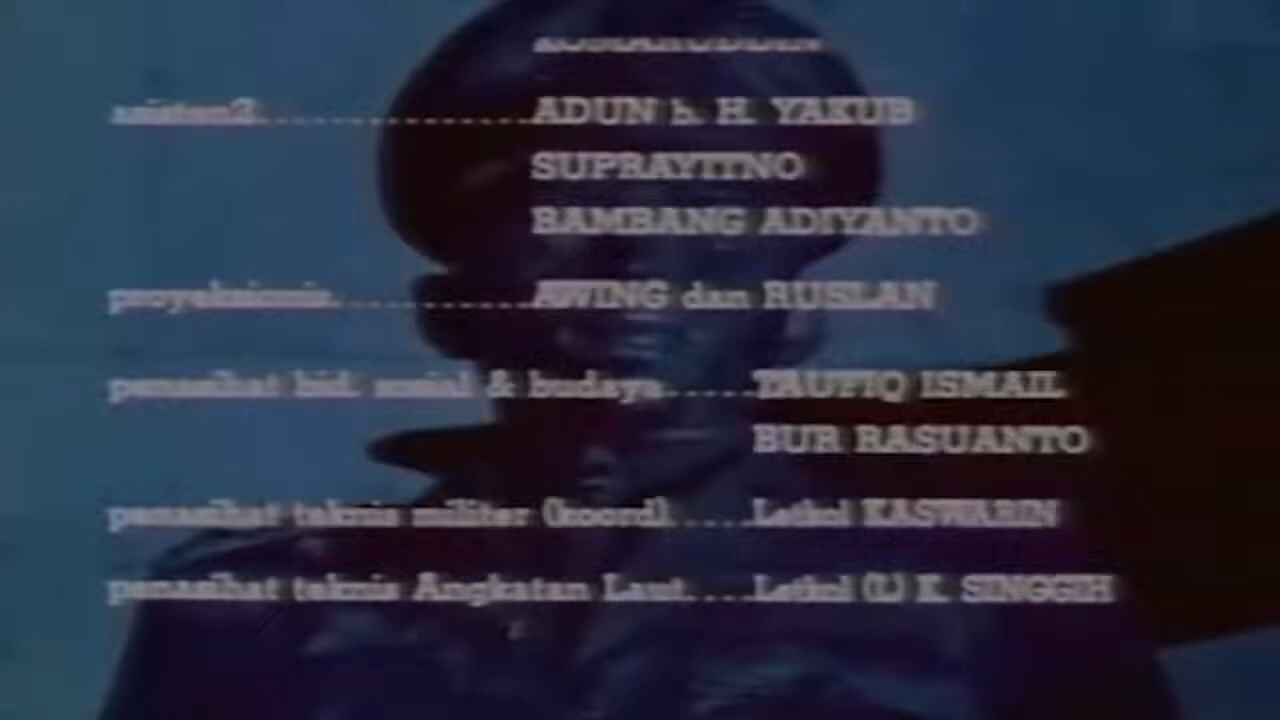 asisten2.................ADUN b. H. YAKUB
SUPRAYITNO
BAMBANG ADIYANTO
proyeksionis............AWING dan RUSLAN
penasihat bid. sosial & budaya......TAUFIQ ISMAIL
BUR RASUANTO
penasihat teknis militer (koord).....Letkol KASWARIN
penasihat teknis Angkatan Laut....Letkol (L) K. SINGGIH